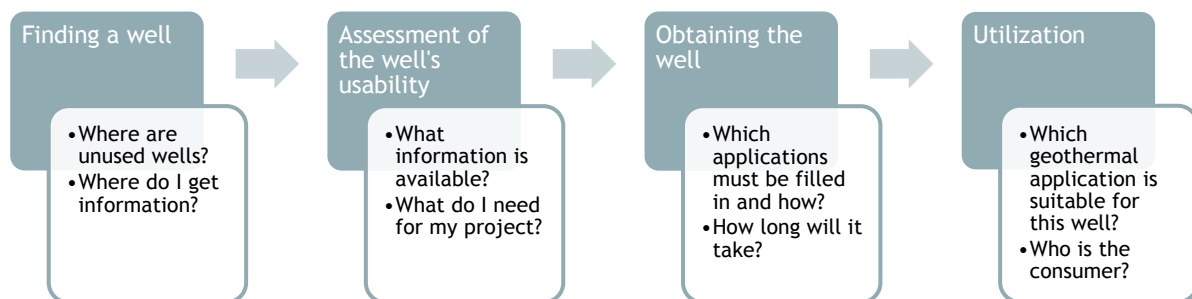 Finding a well
•Where are
unused wells?
•Where do I get
information?
Assessment of
the well's
usability
•What
information is
available?
•What do I need
for my project?
Obtaining the
well
•Which
applications
must be filled
in and how?
•How long will it
take?
Utilization
•Which
geothermal
application is
suitable for
this well?
•Who is the
consumer?